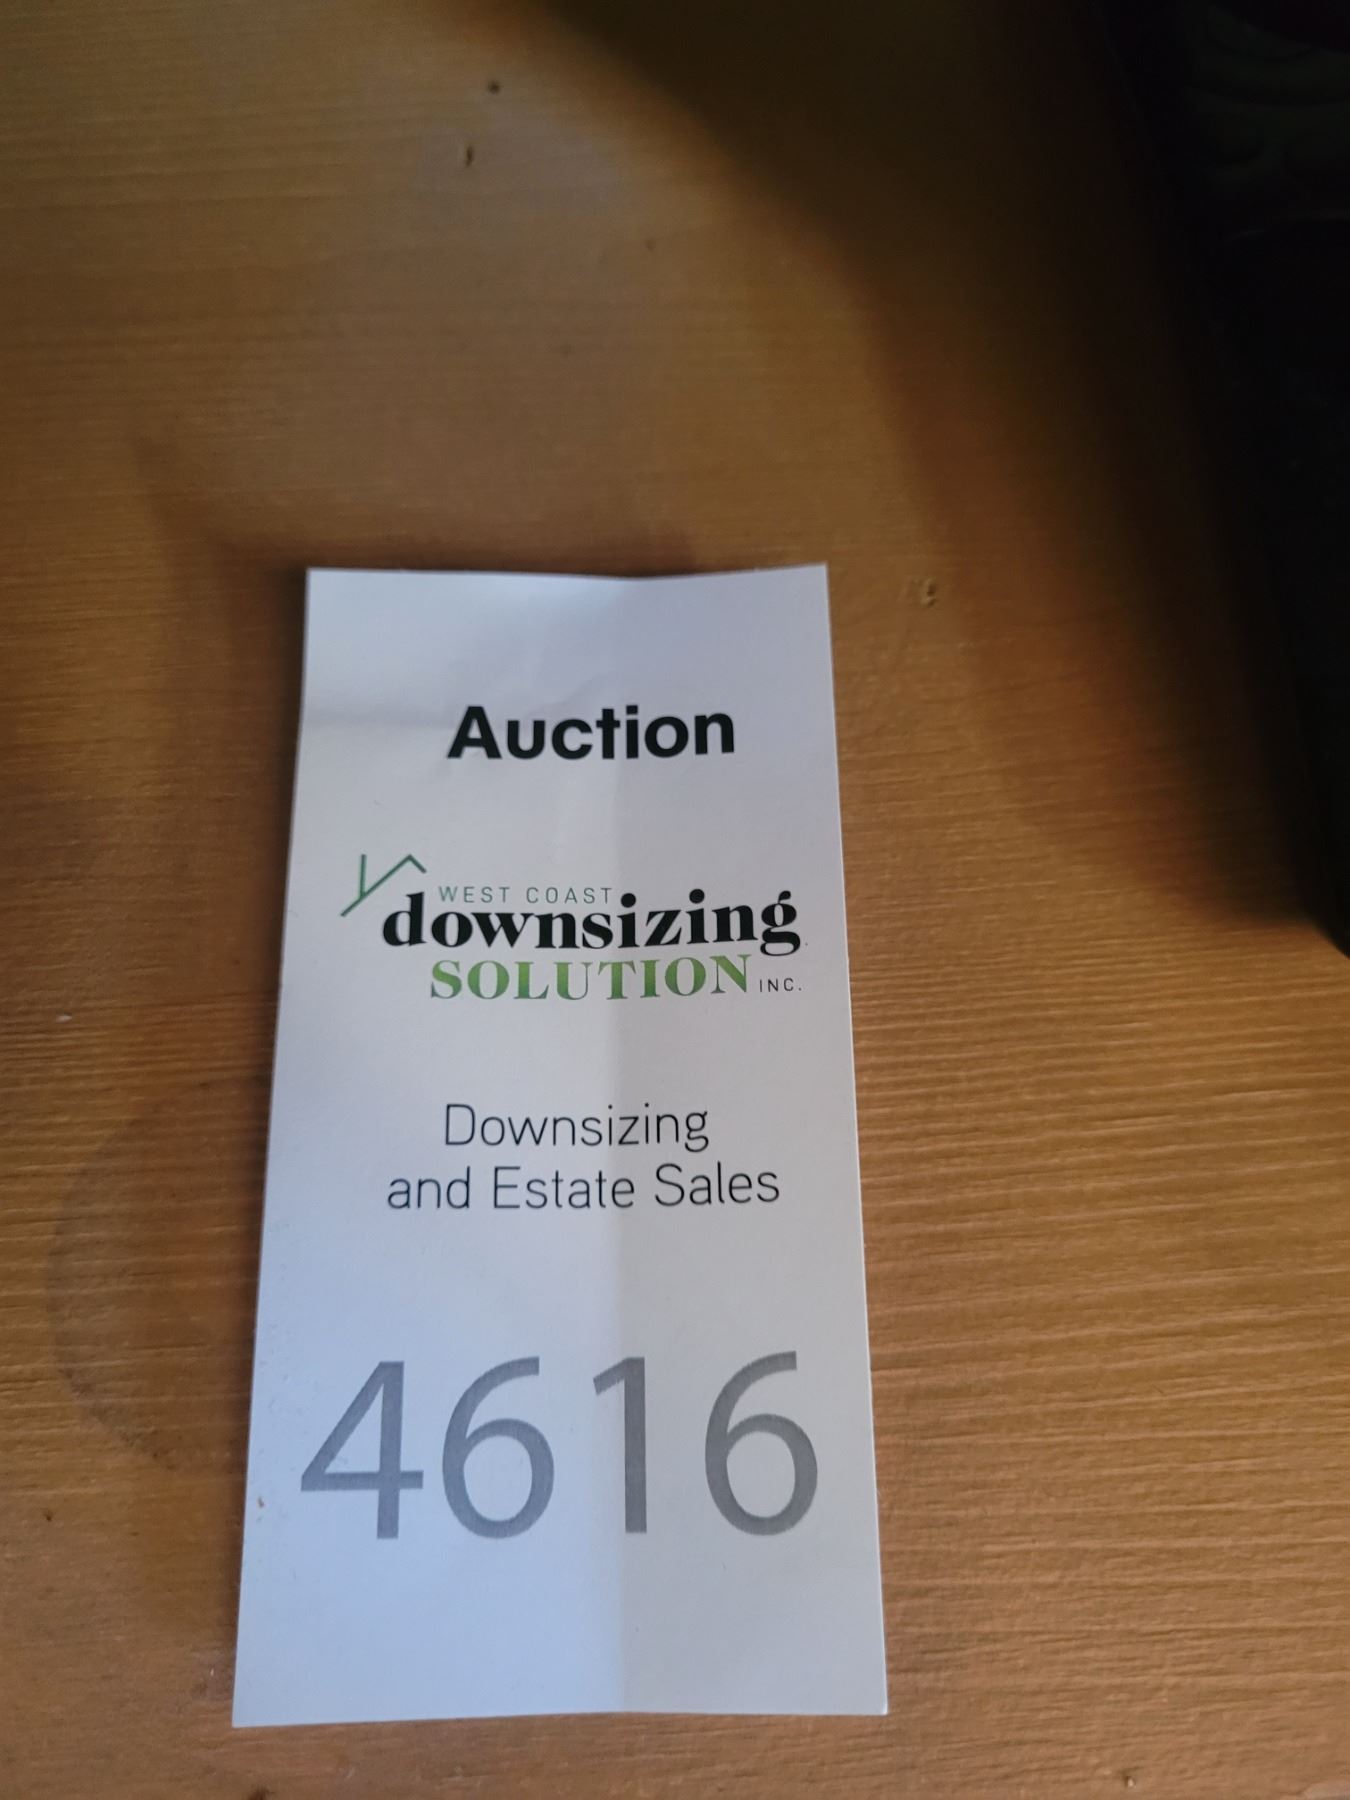 Auction
WEST COAST
downsizing
SOLUTION INC.
Downsizing
and Estate Sales
4616